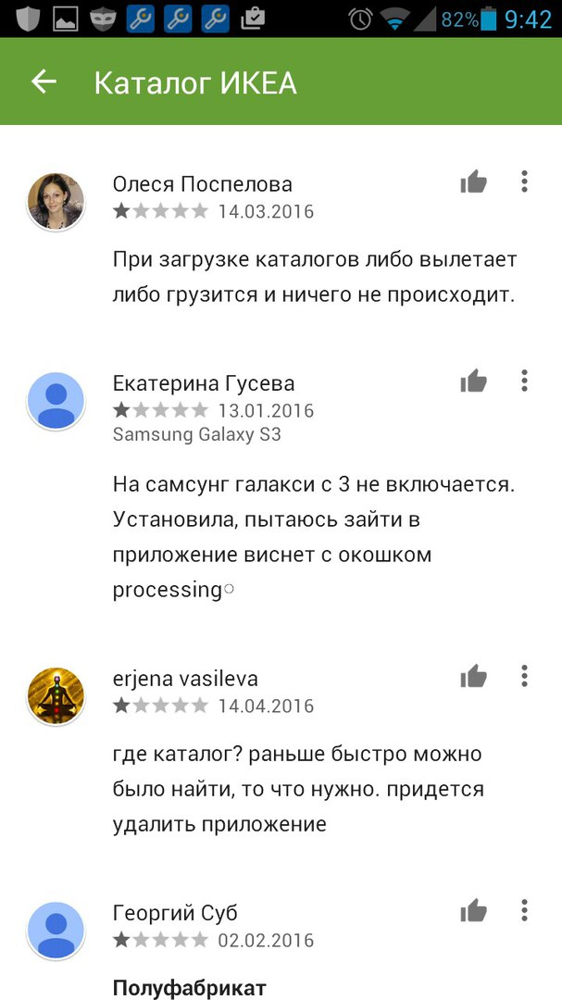 82% 9:42
Каталог ИКЕА
Олеся Поспелова
14.03.2016
При загрузке каталогов либо вылетает
либо грузится и ничего не происходит.
Екатерина Гусева
13.01.2016
Samsung Galaxy S3
На самсунг галакси с 3 не включается.
Установила, пытаюсь зайти в
приложение виснет с окошком
processing
erjena vasileva
14.04.2016
где каталог? раньше быстро можно
было найти, то что нужно. придется
удалить приложение
Георгий Суб
02.02.2016
Полуфабрикат